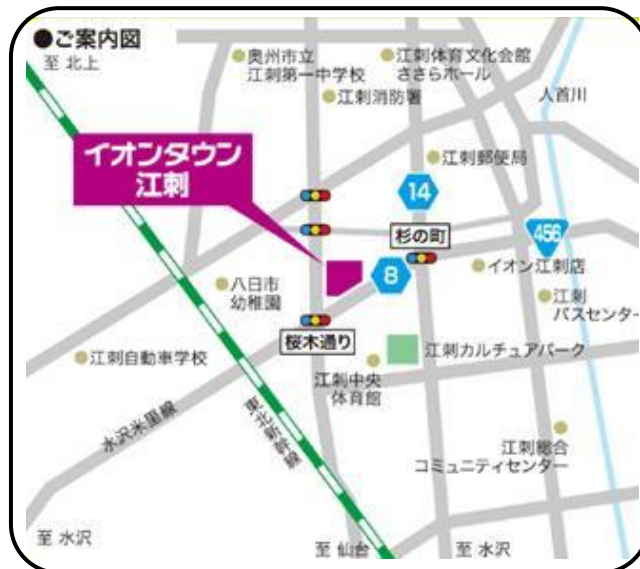 ●ご案内図
至 北上
奥州市立
江刺第一中学校
江刺体育文化会館
ささらホール
江刺消防署
人首川
イオンタウン
江刺
江刺郵便局
14
杉の町
456
8
イオン江刺店
八日市
幼稚園
江刺
バスセンター
桜木通り
江刺カルチュアパーク
江刺自動車学校
江刺中央
体育館
水沢米里線
東北新幹線
江刺総合
コミュニティセンター
至 水沢
至 仙台
至 水沢